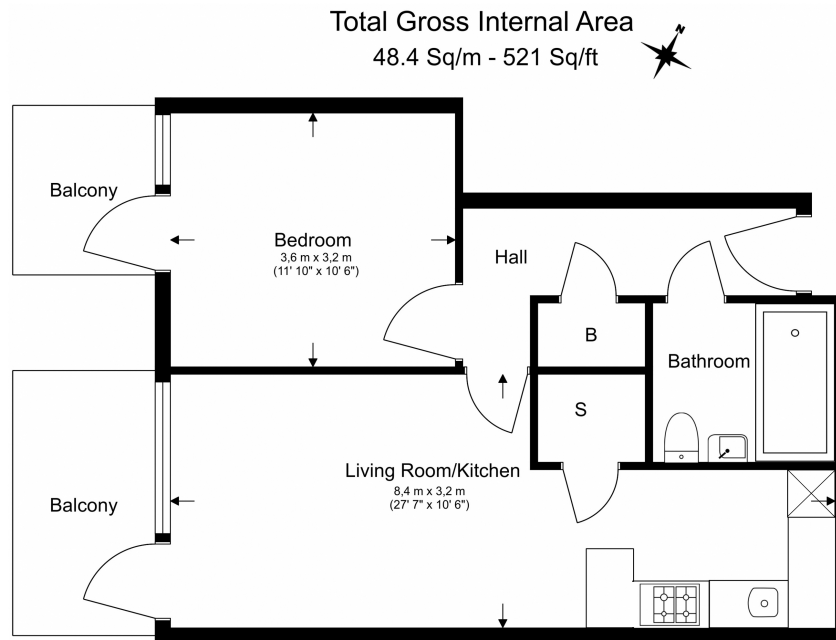 Total Gross Internal Area
48.4 Sq/m - 521 Sq/ft
N
Balcony
Bedroom
3,6 m x 3,2 m
(11' 10" x 10' 6")
Hall
B
Bathroom
S
Living Room/Kitchen
8,4 m x 3,2 m
(27' 7" x 10' 6")
Balcony